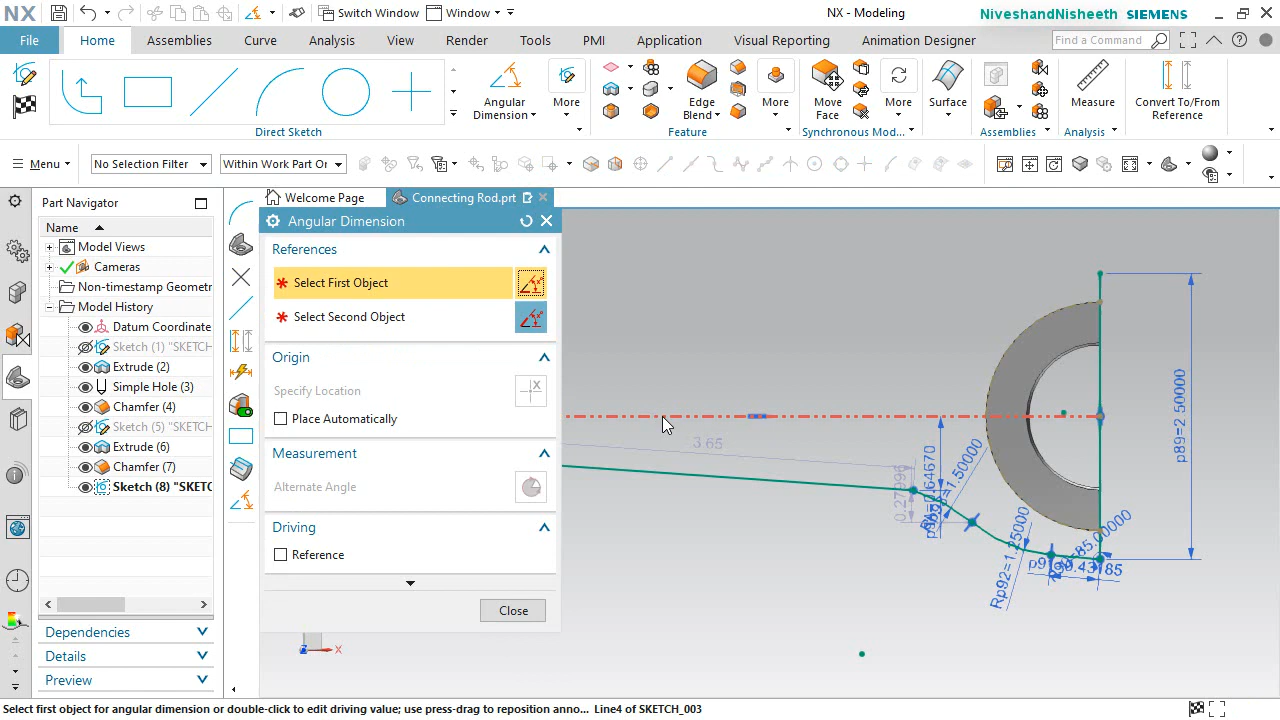 NX
Switch Window
Window
NX - Modeling
NiveshandNisheeth SIEMENS
File
Home
Assemblies
Curve
Analysis
View
Render
Tools
PMI
Application
Visual Reporting
Animation Designer
Find a Command
Angular
Dimension
More
Edge
Blend
More
Move
Face
More
Surface
Measure
Convert To/From
Reference
Direct Sketch
Feature
Synchronous Mod...
Assemblies
Analysis
Menu
No Selection Filter
Within Work Part Or
Part Navigator
Name
Model Views
Cameras
Non-timestamp Geometr
Model History
Datum Coordinate
Sketch (1) "SKETCH
Extrude (2)
Simple Hole (3)
Chamfer (4)
Sketch (5) "SKETCH
Extrude (6)
Chamfer (7)
Sketch (8) "SKETC
Dependencies
Details
Preview
Welcome Page
Connecting Rod.prt
Angular Dimension
References
* Select First Object
* Select Second Object
Origin
Specify Location
Place Automatically
Measurement
Alternate Angle
Driving
Reference
Close
3.65
0.27995
Rp92=1.25000
p89=2.50000
X
Select first object for angular dimension or double-click to edit driving value; use press-drag to reposition anno... Line4 of SKETCH_003